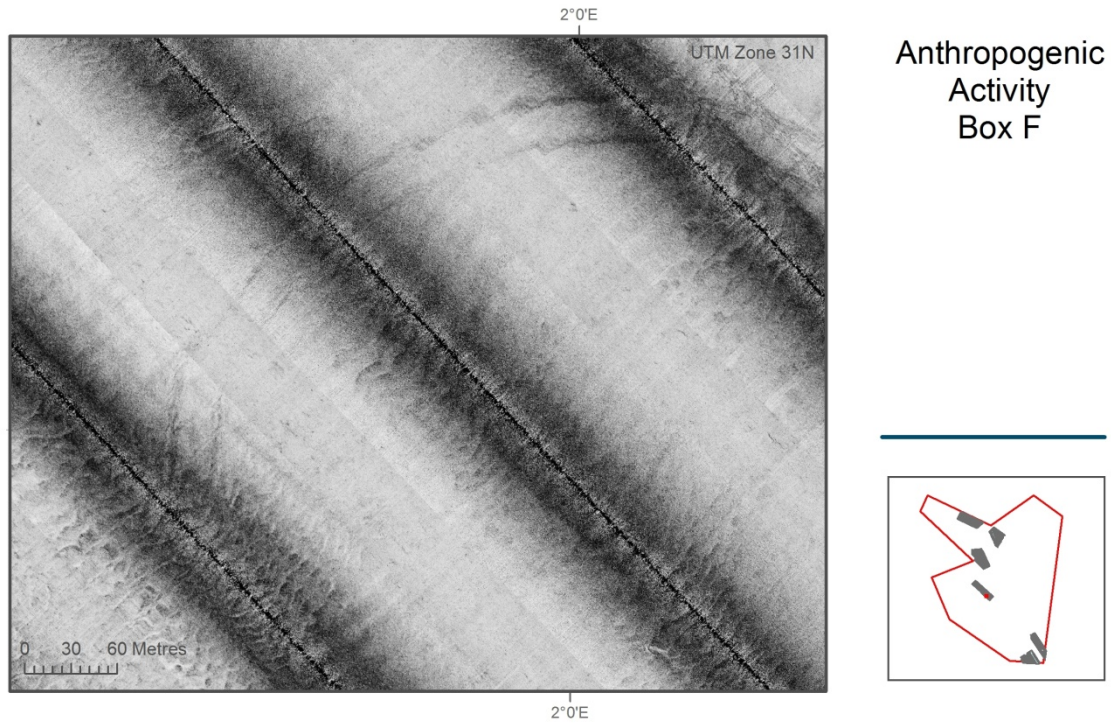 2°0'E
UTM Zone 31N
Anthropogenic
Activity
Box F
0 30 60 Metres
2°0'E